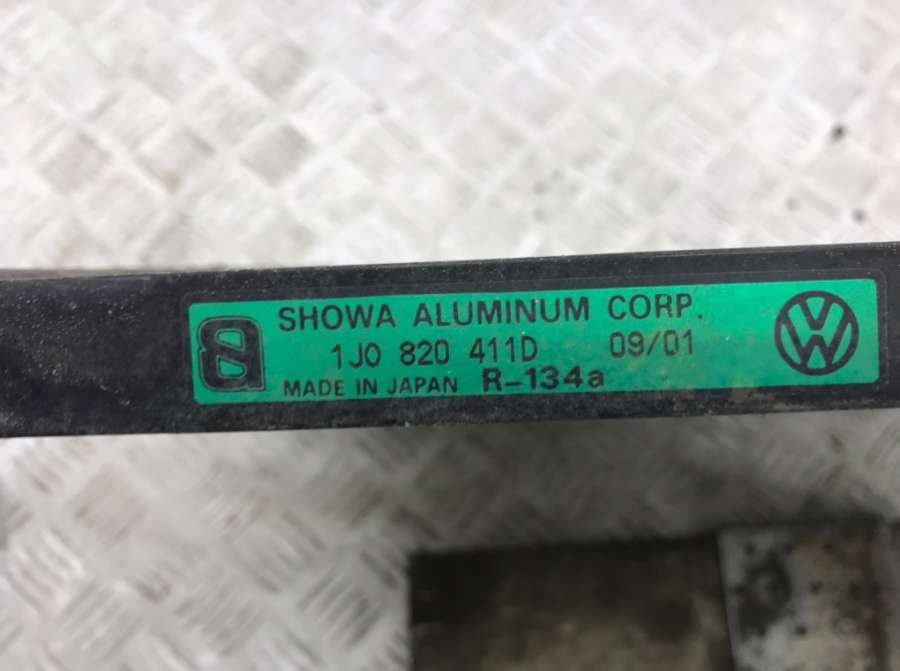 SHOWA ALUMINUM CORP.
1J0 820 411D 09/01
MADE IN JAPAN R-134a